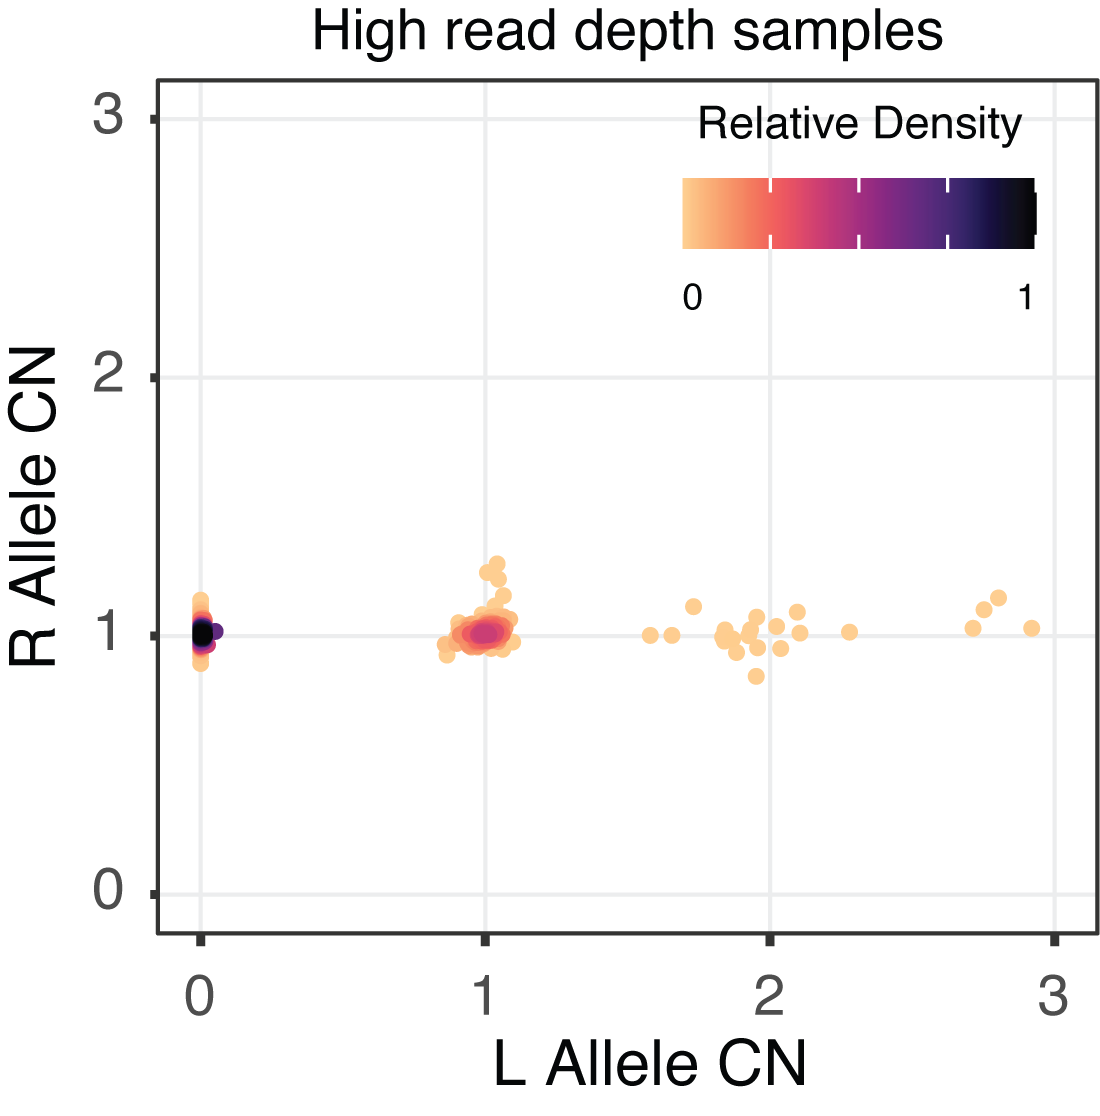 High read depth samples
Relative Density
0 1
3
2
1
0
R Allele CN
0 1 2 3
L Allele CN